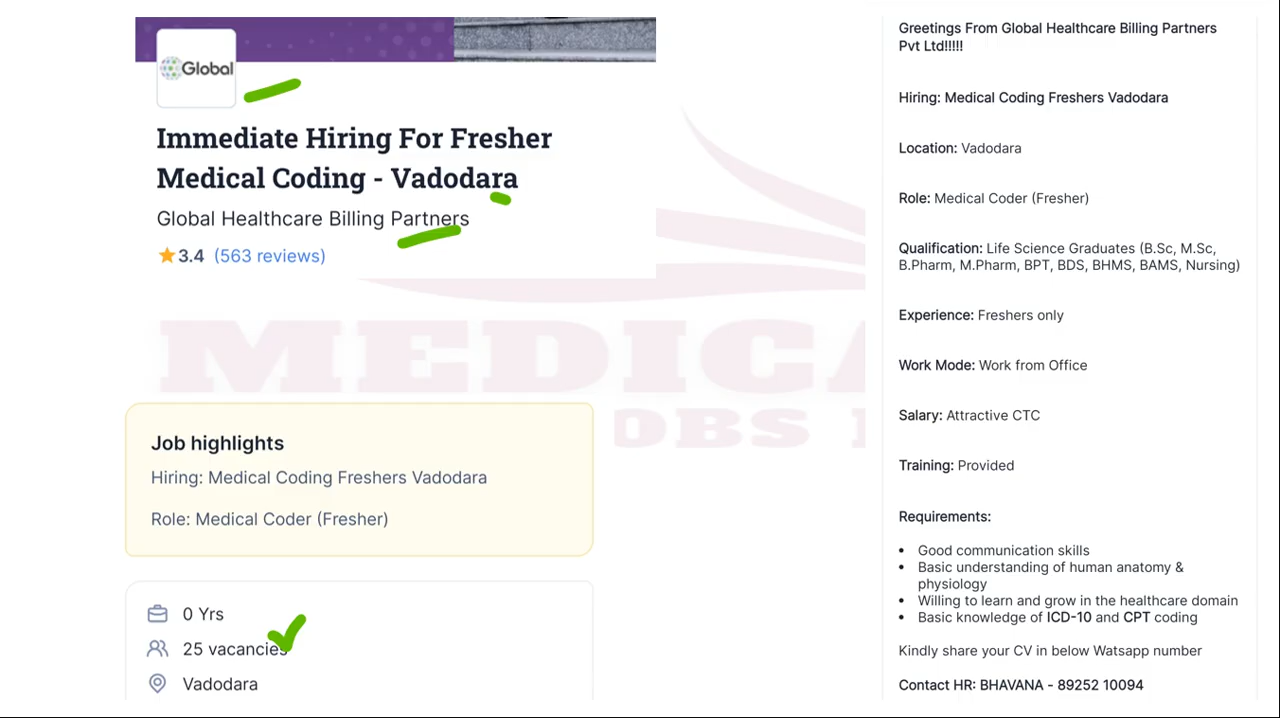 Global
Immediate Hiring For Fresher
Medical Coding - Vadodara
Global Healthcare Billing Partners
3.4 (563 reviews)
MEDICA
OBS
Job highlights
Hiring: Medical Coding Freshers Vadodara
Role: Medical Coder (Fresher)
0 Yrs
25 vacancies
Vadodara
Greetings From Global Healthcare Billing Partners
Pvt Ltd!!!!!
Hiring: Medical Coding Freshers Vadodara
Location: Vadodara
Role: Medical Coder (Fresher)
Qualification: Life Science Graduates (B.Sc, M.Sc,
B.Pharm, M.Pharm, BPT, BDS, BHMS, BAMS, Nursing)
Experience: Freshers only
Work Mode: Work from Office
Salary: Attractive CTC
Training: Provided
Requirements:
• Good communication skills
• Basic understanding of human anatomy &
physiology
• Willing to learn and grow in the healthcare domain
• Basic knowledge of ICD-10 and CPT coding
Kindly share your CV in below Watsapp number
Contact HR: BHAVANA - 89252 10094